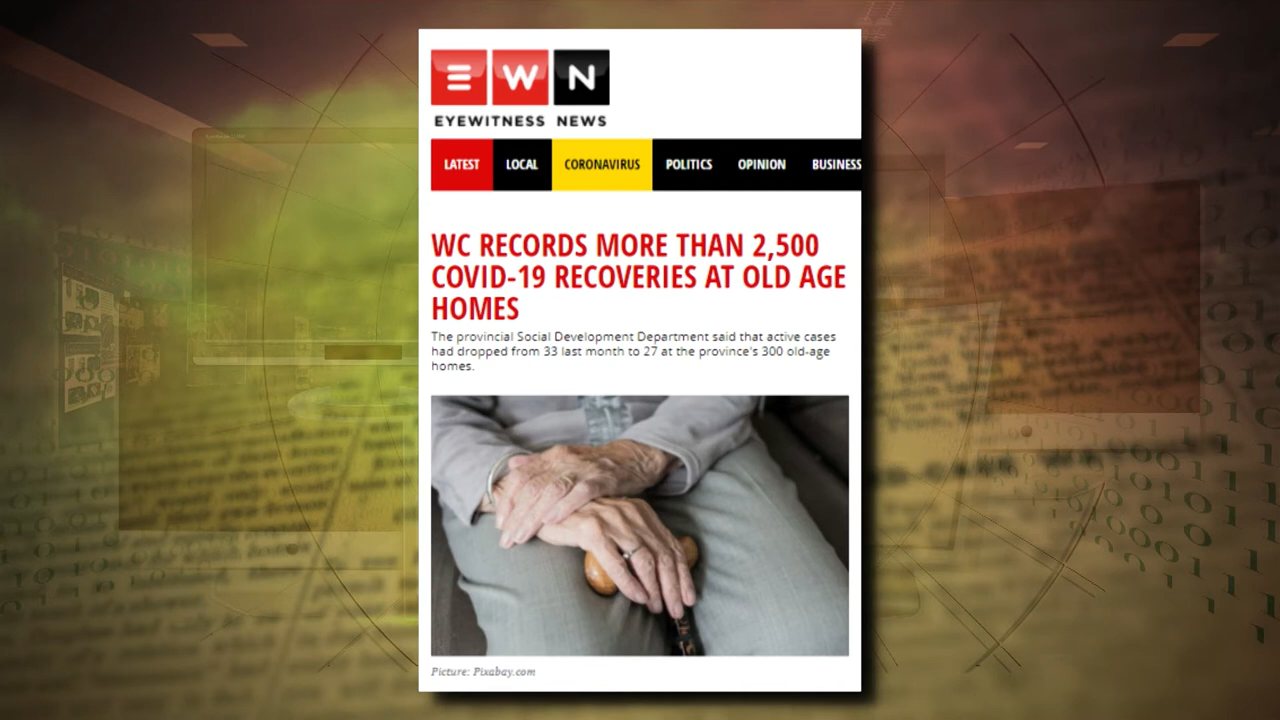 E W N
EYEWITNESS NEWS
LATEST LOCAL CORONAVIRUS POLITICS OPINION BUSINESS
WC RECORDS MORE THAN 2,500
COVID-19 RECOVERIES AT OLD AGE
HOMES
The provincial Social Development Department said that active cases
had dropped from 33 last month to 27 at the province's 300 old-age
homes.
Picture: Pixabay.com